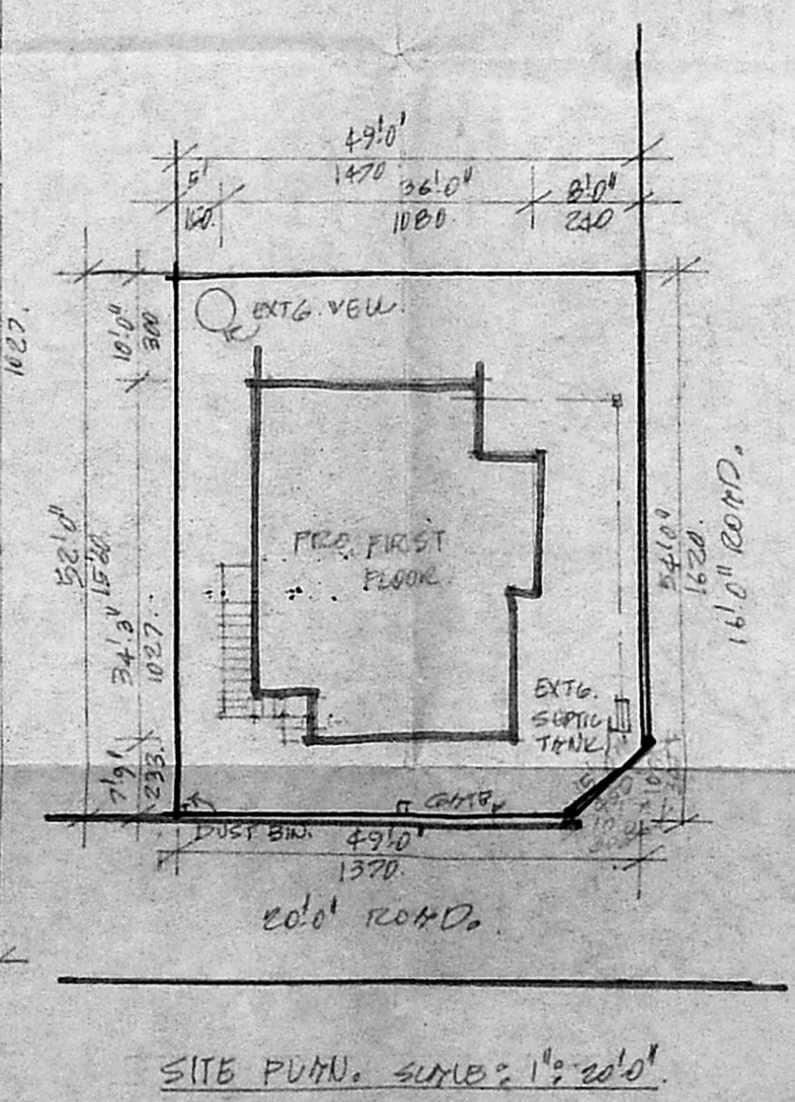 49'0"
1470
5'
150.
36'0"
1080.
8'0"
240
1027.
EXTG. WELL.
10'0"
300
52'0"
1560.
34'3"
1027.
7'9"
233.
PRO. FIRST
FLOOR.
54'0"
1620.
16'0" ROAD.
EXTG.
SEPTIC
TANK
GATE
DUST BIN.
49'0"
1370.
20'0" ROAD.
SITE PLAN. SCALE: 1": 20'0".